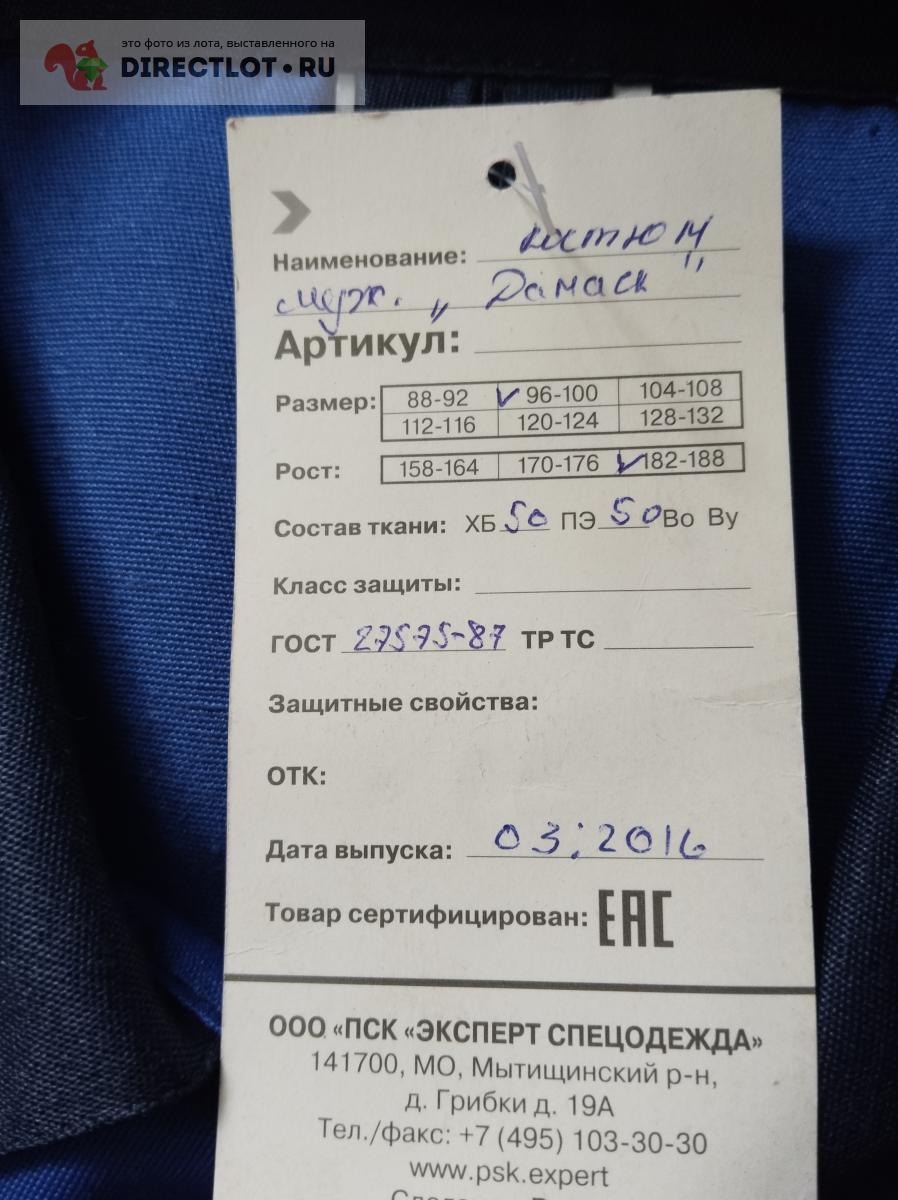 это фото из лота, выставленного на
DIRECTLOT•RU
Наименование: костюм
муж. „Дамаск"
Артикул:
Размер: 88-92 ✓ 96-100 104-108
112-116 120-124 128-132
Рост: 158-164 170-176 ✓ 182-188
Состав ткани: ХБ 50 ПЭ 50 Во Ву
Класс защиты:
ГОСТ 27575-87 ТР ТС
Защитные свойства:
ОТК:
Дата выпуска: 03.2016
Товар сертифицирован: ЕАС
ООО «ПСК «ЭКСПЕРТ СПЕЦОДЕЖДА»
141700, МО, Мытищинский р-н,
д. Грибки д. 19А
Тел./факс: +7 (495) 103-30-30
www.psk.expert